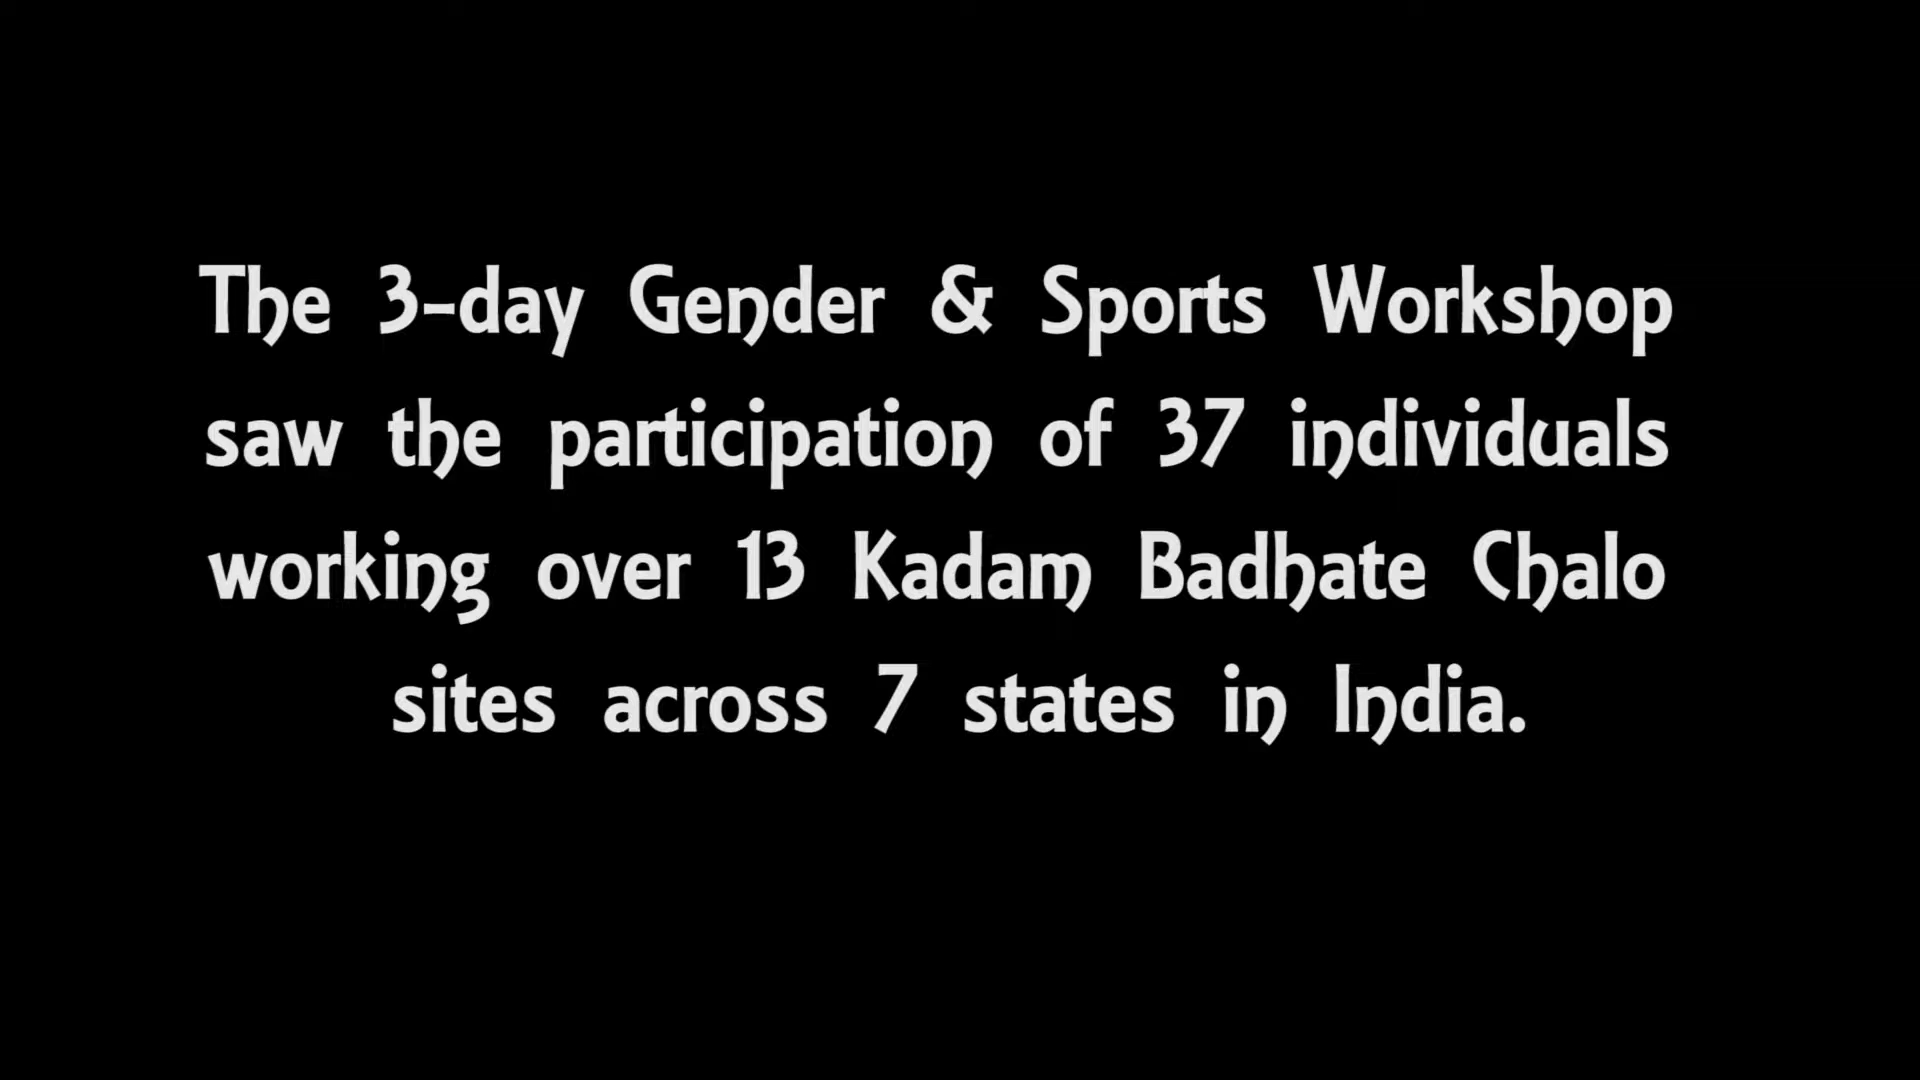 The 3-day Gender & Sports Workshop
saw the participation of 37 individuals
working over 13 Kadam Badhate Chalo
sites across 7 states in India.